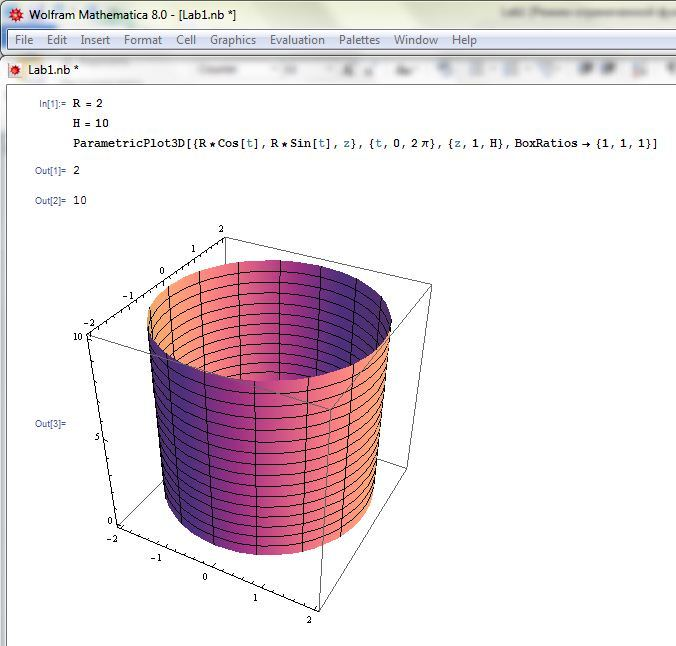 Wolfram Mathematica 8.0 - [Lab1.nb *]
File Edit Insert Format Cell Graphics Evaluation Palettes Window Help
Lab1.nb *
In[1]:= R = 2
H = 10
ParametricPlot3D[{R * Cos[t], R * Sin[t], z}, {t, 0, 2 π}, {z, 1, H}, BoxRatios → {1, 1, 1}]
Out[1]= 2
Out[2]= 10
2
1
0
-1
-2
10
5
Out[3]=
0
-2
-1
0
1
2